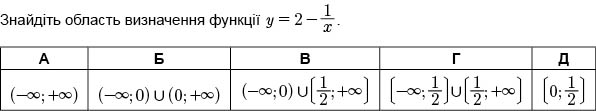 Знайдіть область визначення функції y = 2 − 1/x.
А Б В Г Д
(−∞; +∞) (−∞; 0) ∪ (0; +∞) (−∞; 0) ∪ [1/2; +∞] [−∞; 1/2] ∪ [1/2; +∞] [0; 1/2]